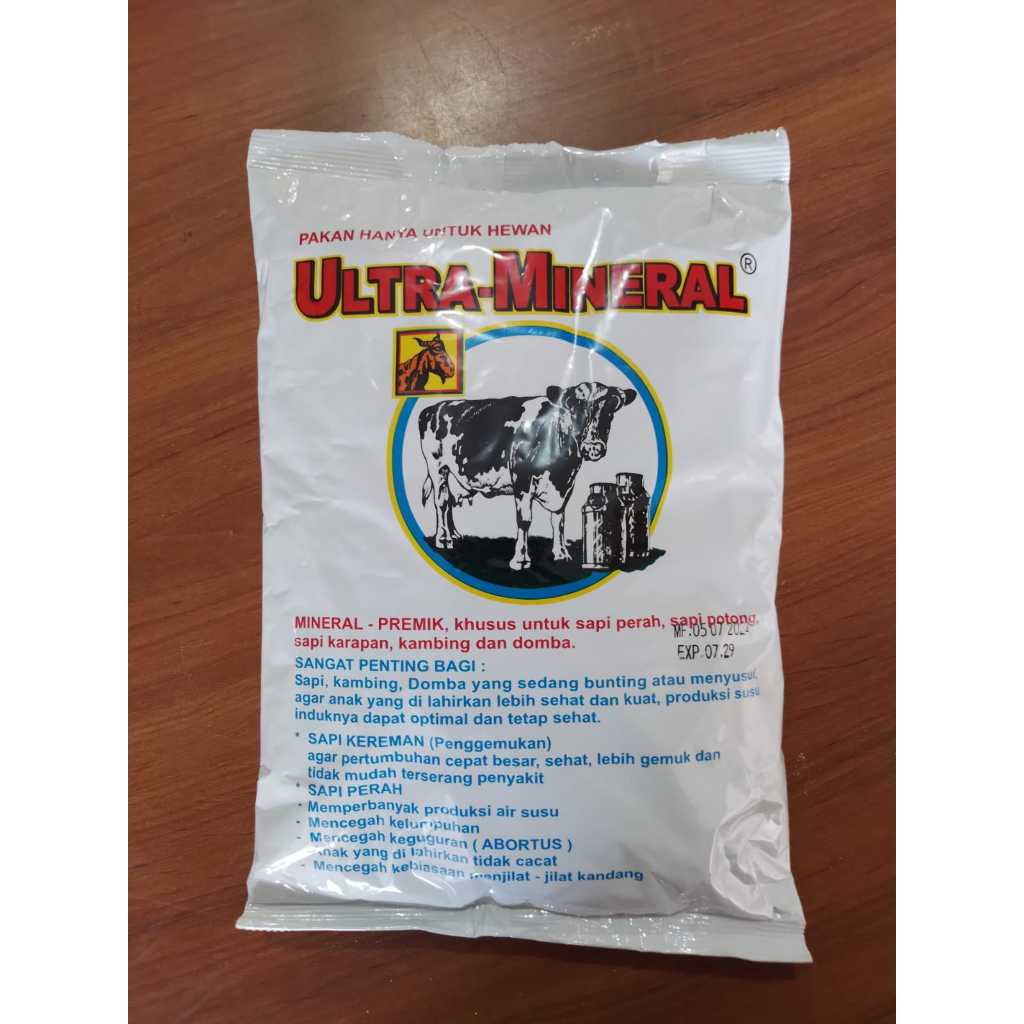 PAKAN HANYA UNTUK HEWAN
ULTRA-MINERAL®
MINERAL - PREMIK, khusus untuk sapi perah, sapi potong,
sapi karapan, kambing dan domba.
MF.05 07
EXP 07.29
SANGAT PENTING BAGI :
Sapi, kambing, Domba yang sedang bunting atau menyusui,
agar anak yang di lahirkan lebih sehat dan kuat, produksi susu
induknya dapat optimal dan tetap sehat.
* SAPI KEREMAN (Penggemukan)
agar pertumbuhan cepat besar, sehat, lebih gemuk dan
tidak mudah terserang penyakit
* SAPI PERAH
- Memperbanyak produksi air susu
- Mencegah kelumpuhan
- Mencegah keguguran ( ABORTUS )
- Anak yang di lahirkan tidak cacat
- Mencegah kebiasaan menjilat - jilat kandang